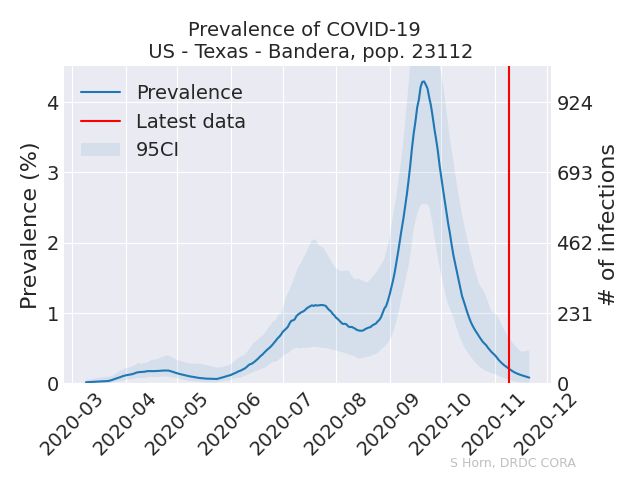 Prevalence of COVID-19
US - Texas - Bandera, pop. 23112
Prevalence
Latest data
95CI
Prevalence (%)
4
3
2
1
0
924
693
462
231
0
# of infections
2020-03
2020-04
2020-05
2020-06
2020-07
2020-08
2020-09
2020-10
2020-11
2020-12
S Horn, DRDC CORA